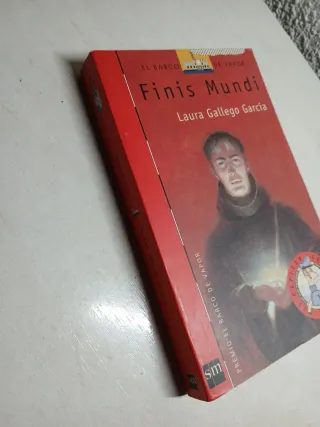 EL BARCO DE VAPOR
Finis Mundi
Laura Gallego García
PREMIO EL BARCO DE VAPOR
sm